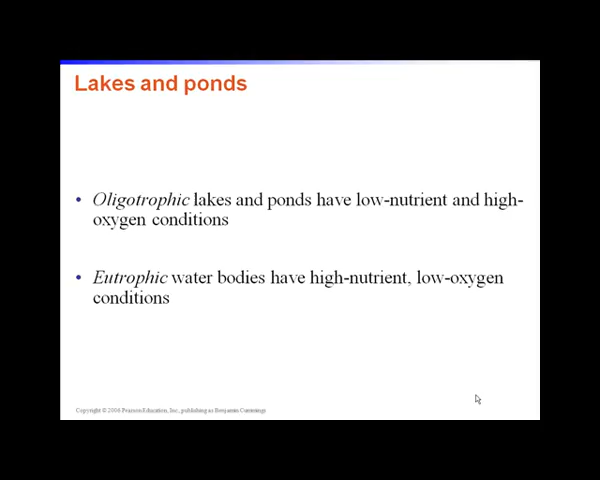 Lakes and ponds
• Oligotrophic lakes and ponds have low-nutrient and high-
oxygen conditions
• Eutrophic water bodies have high-nutrient, low-oxygen
conditions
Copyright © 2006 Pearson Education, Inc., publishing as Benjamin Cummings